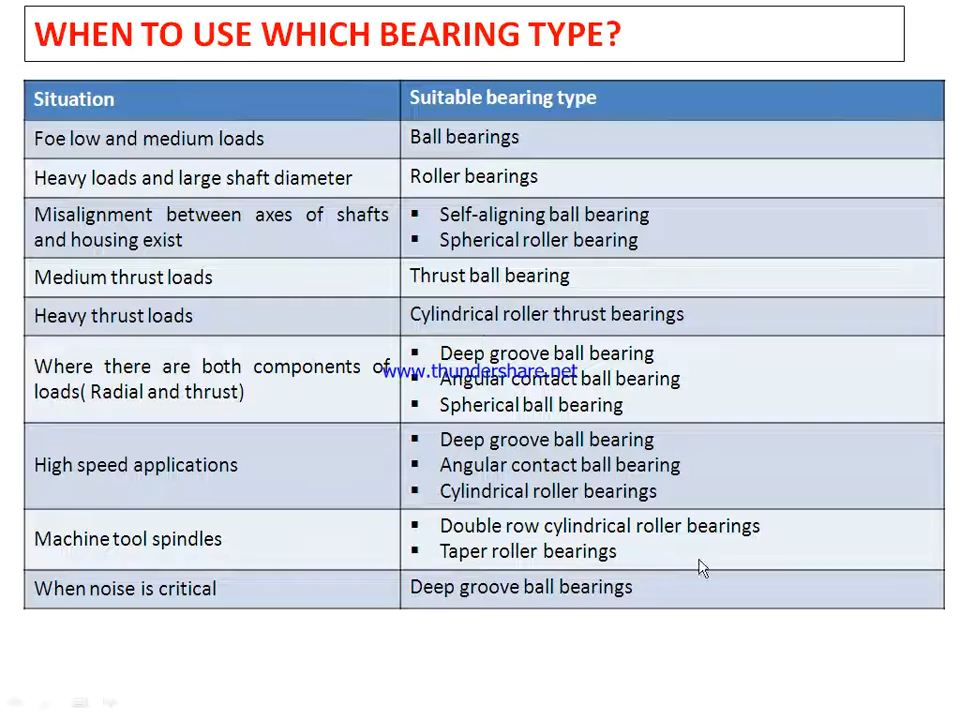 WHEN TO USE WHICH BEARING TYPE?
Situation
Suitable bearing type
Foe low and medium loads
Ball bearings
Heavy loads and large shaft diameter
Roller bearings
Misalignment between axes of shafts
and housing exist
▪ Self-aligning ball bearing
▪ Spherical roller bearing
Medium thrust loads
Thrust ball bearing
Heavy thrust loads
Cylindrical roller thrust bearings
Where there are both components of
loads( Radial and thrust)
▪ Deep groove ball bearing
www.thundershare.net
▪ Angular contact ball bearing
▪ Spherical ball bearing
High speed applications
▪ Deep groove ball bearing
▪ Angular contact ball bearing
▪ Cylindrical roller bearings
Machine tool spindles
▪ Double row cylindrical roller bearings
▪ Taper roller bearings
When noise is critical
Deep groove ball bearings